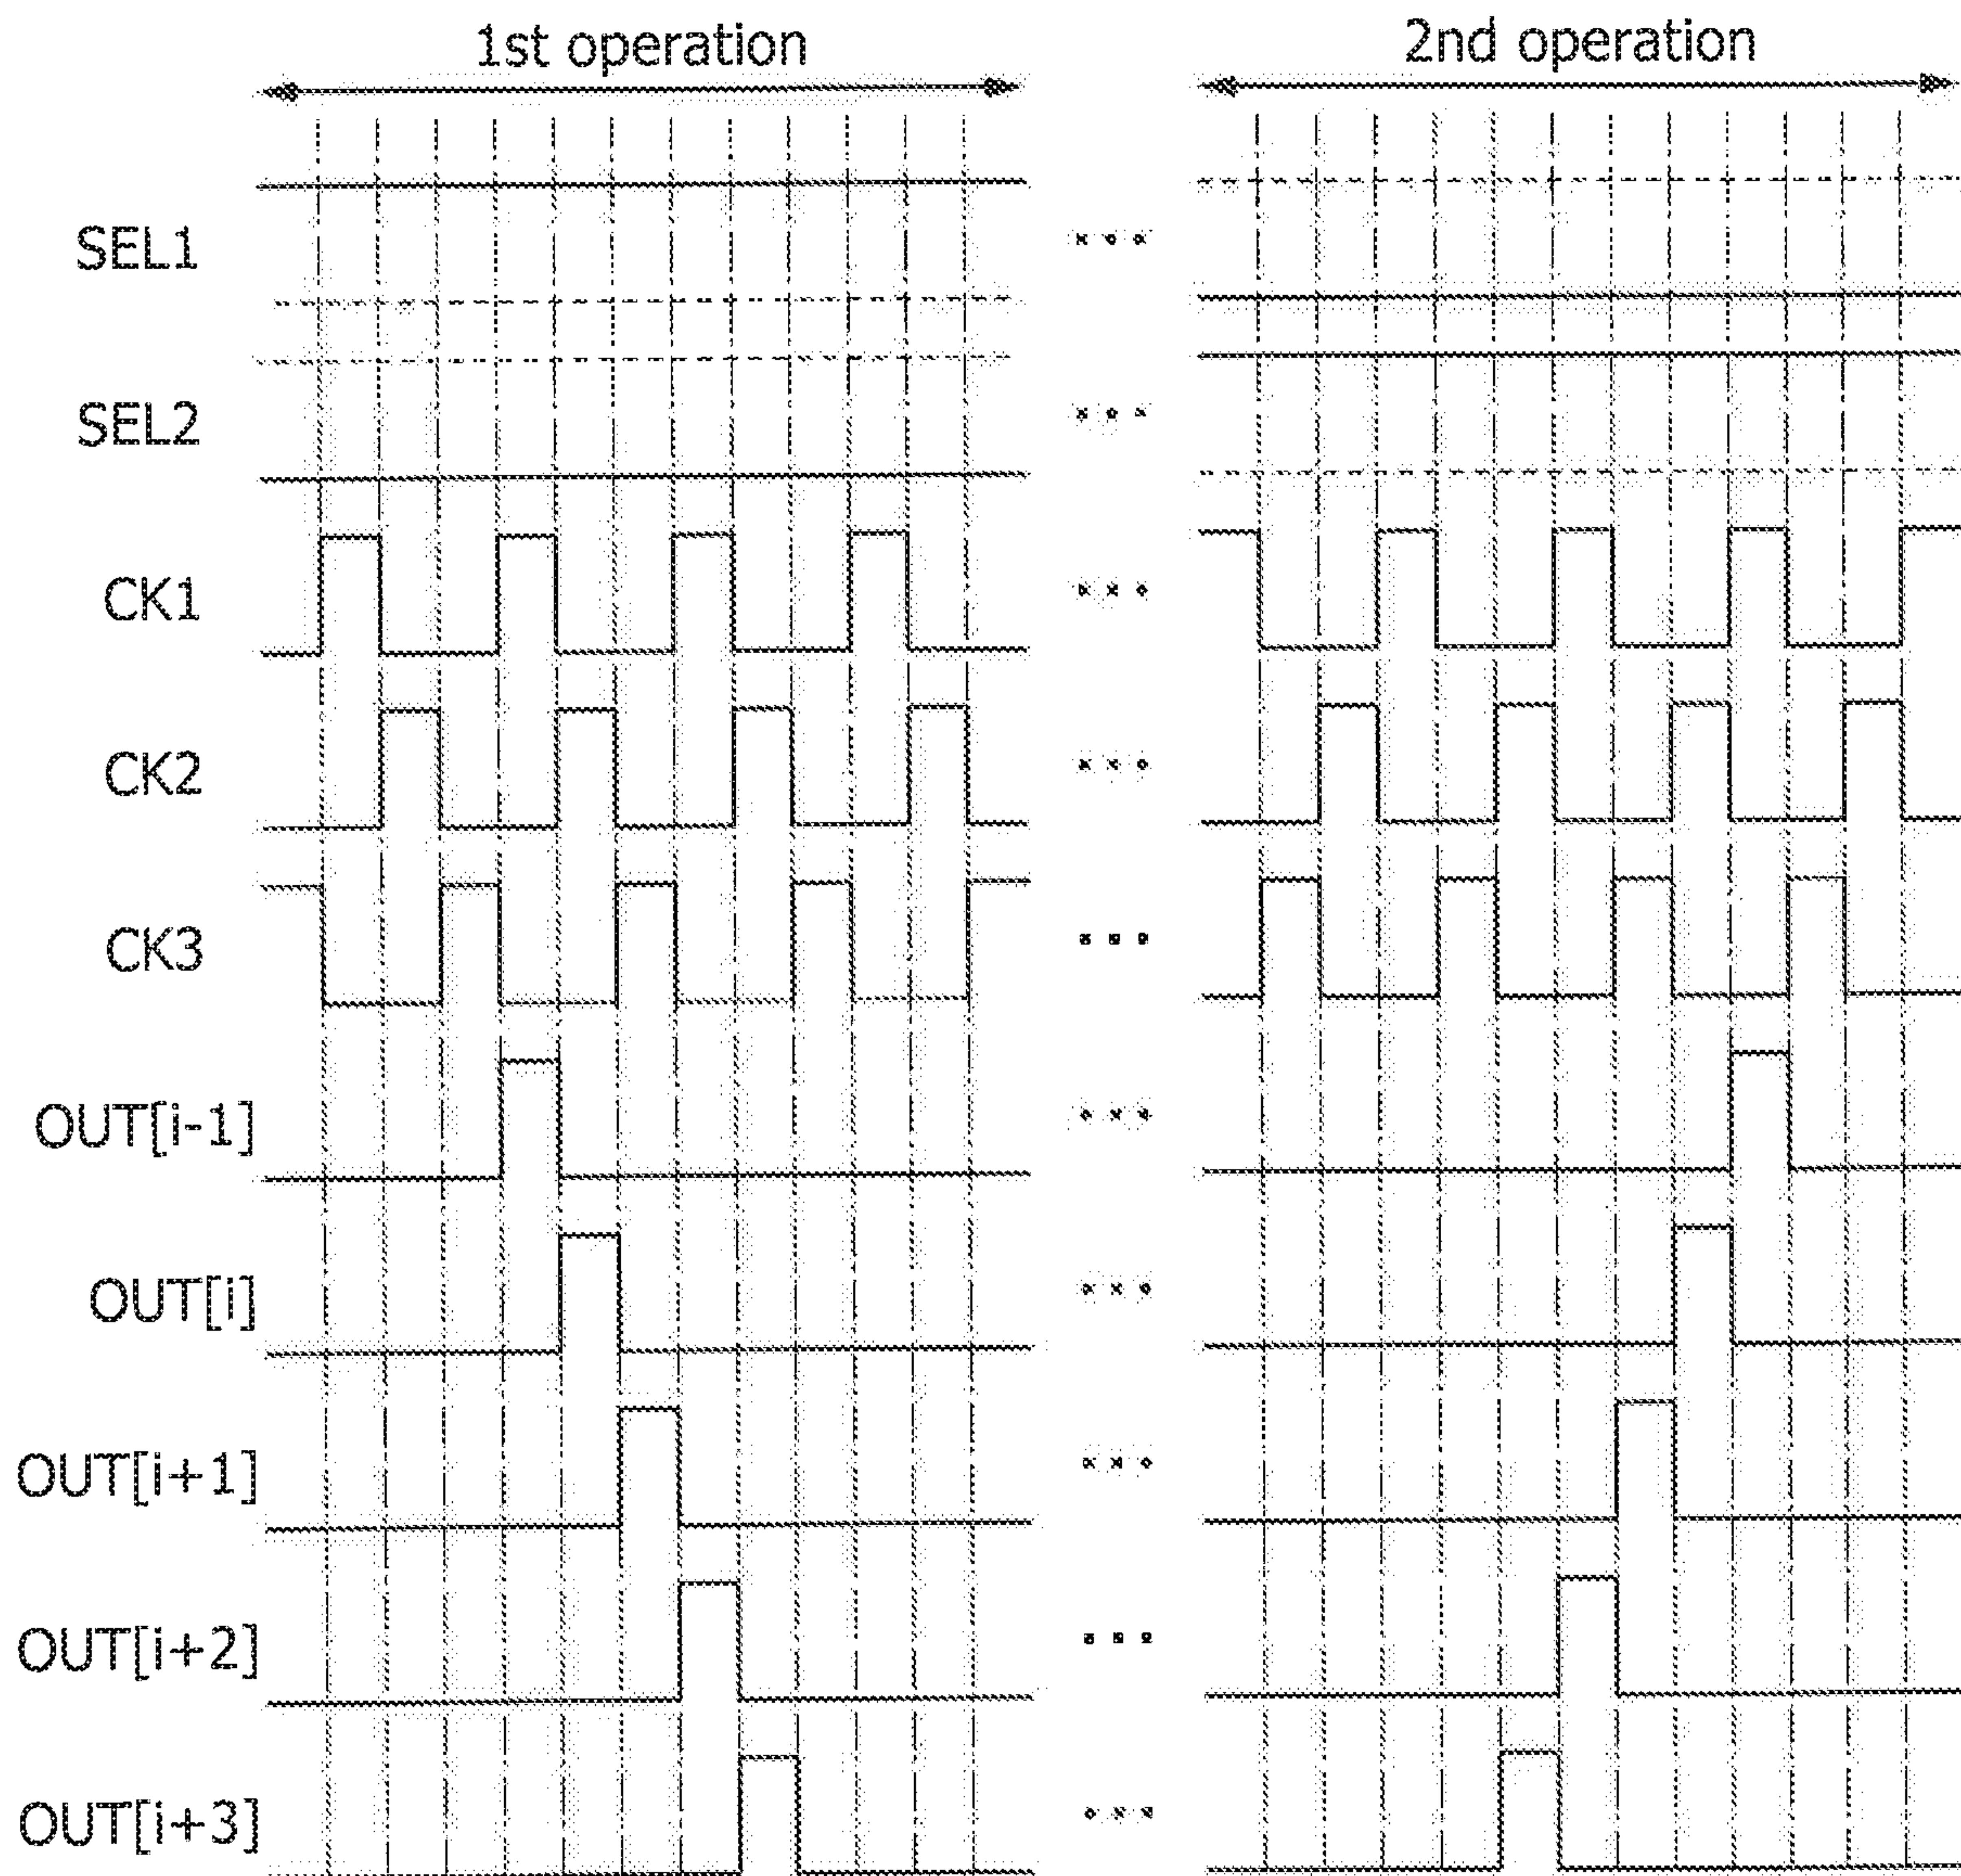 1st operation
2nd operation
SEL1
SEL2
CK1
CK2
CK3
OUT[i-1]
OUT[i]
OUT[i+1]
OUT[i+2]
OUT[i+3]